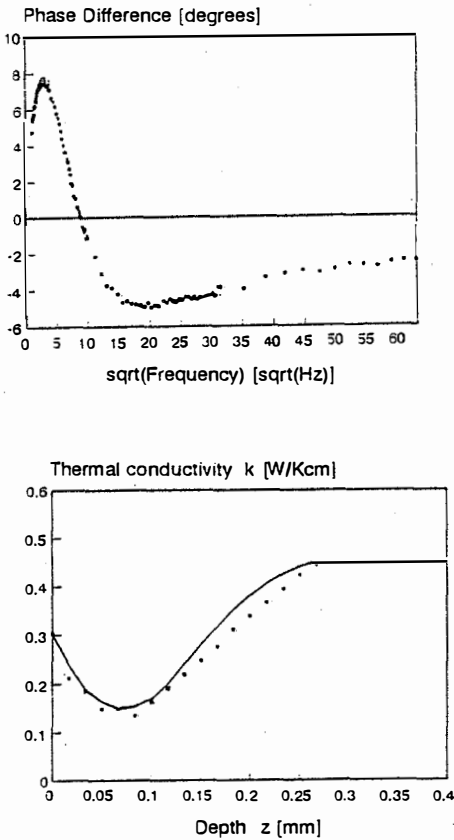 Phase Difference [degrees]
10
8
6
4
2
0
-2
-4
-6
0 5 10 15 20 25 30 35 40 45 50 55 60
sqrt(Frequency) [sqrt(Hz)]
Thermal conductivity k [W/Kcm]
0.6
0.5
0.4
0.3
0.2
0.1
0
0 0.05 0.1 0.15 0.2 0.25 0.3 0.35 0.4
Depth z [mm]